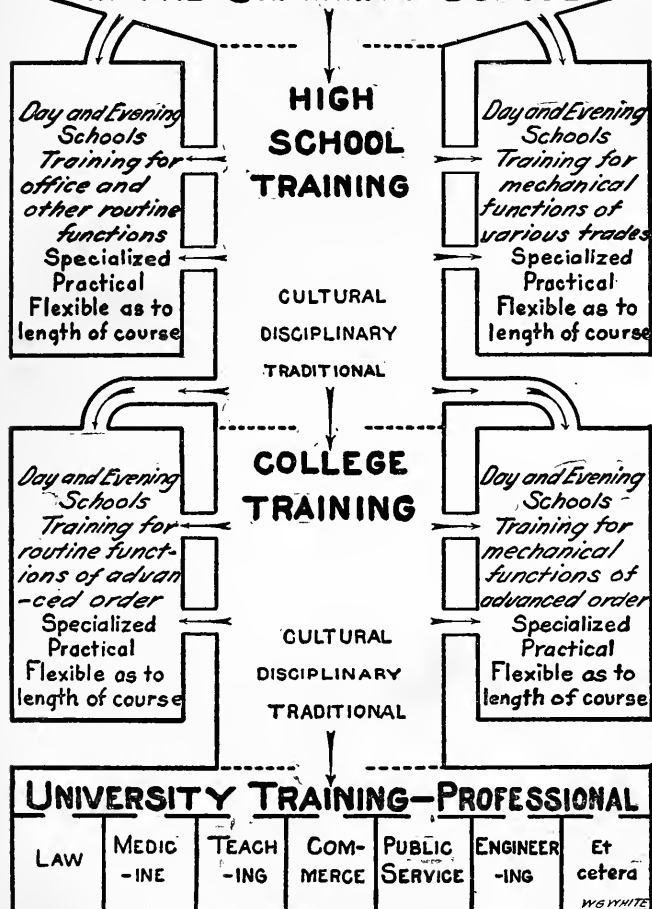 HIGH
SCHOOL
TRAINING
CULTURAL
DISCIPLINARY
TRADITIONAL
Day and Evening
Schools
Training for
office and
other routine
functions
Specialized
Practical
Flexible as to
length of course
Day and Evening
Schools
Training for
mechanical
functions of
various trades
Specialized
Practical
Flexible as to
length of course
COLLEGE
TRAINING
CULTURAL
DISCIPLINARY
TRADITIONAL
Day and Evening
Schools
Training for
routine funct-
ions of advan
-ced order
Specialized
Practical
Flexible as to
length of course
Day and Evening
Schools
Training for
mechanical
functions of
advanced order
Specialized
Practical
Flexible as to
length of course
UNIVERSITY TRAINING–PROFESSIONAL
LAW
MEDIC
-INE
TEACH
-ING
COM-
MERCE
PUBLIC
SERVICE
ENGINEER
-ING
Et
cetera
WG WHITE